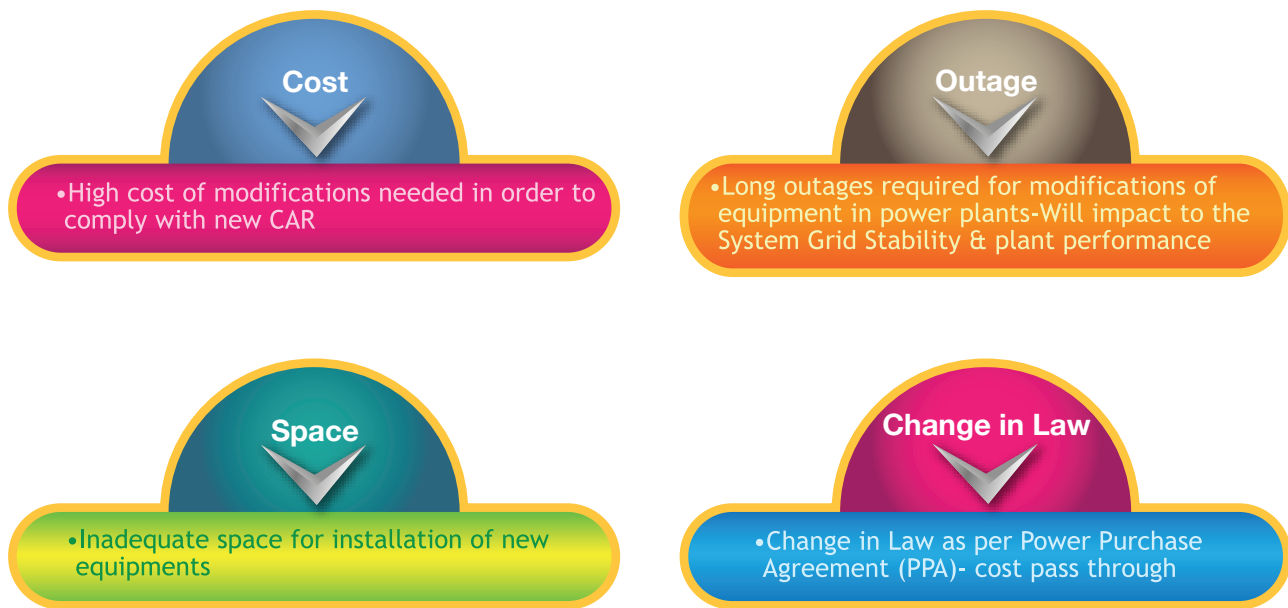 Cost
•High cost of modifications needed in order to
comply with new CAR
Outage
•Long outages required for modifications of
equipment in power plants-Will impact to the
System Grid Stability & plant performance
Space
•Inadequate space for installation of new
equipments
Change in Law
•Change in Law as per Power Purchase
Agreement (PPA)- cost pass through